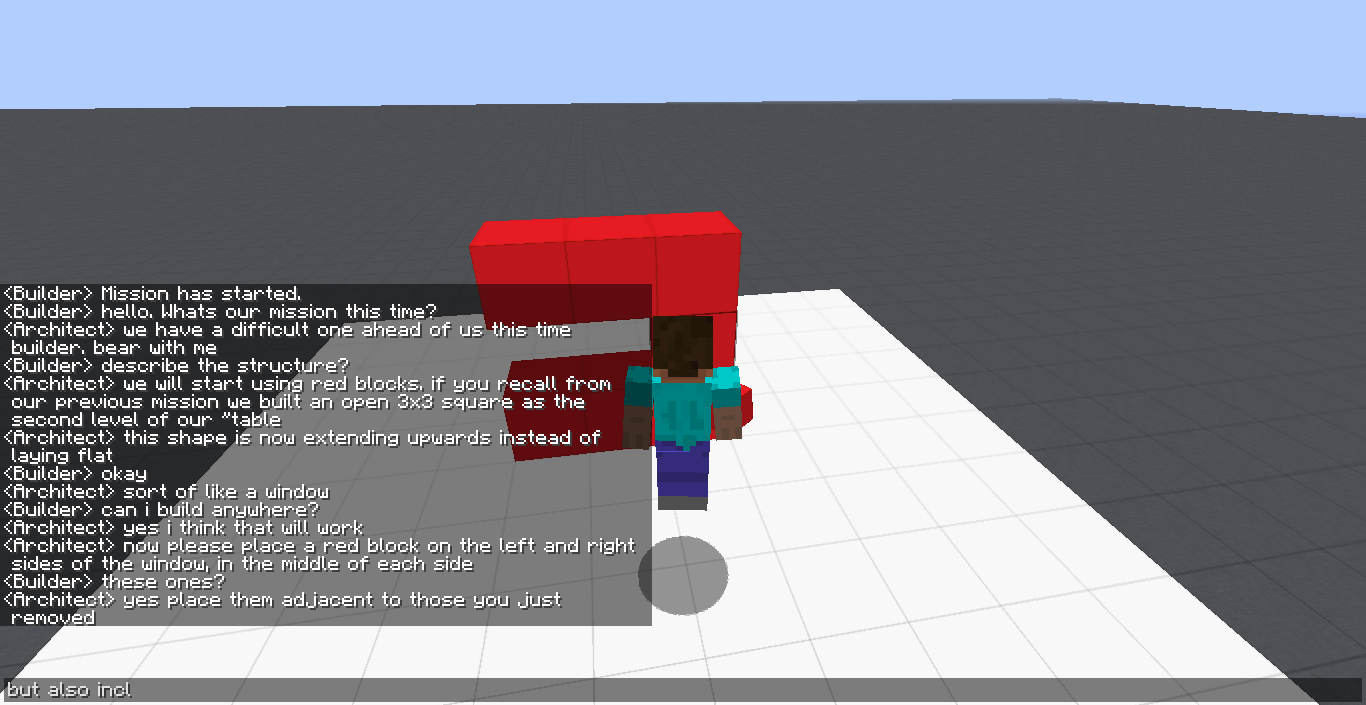 <Builder> Mission has started.
<Builder> hello. Whats our mission this time?
<Architect> we have a difficult one ahead of us this time
builder. bear with me
<Builder> describe the structure?
<Architect> we will start using red blocks. if you recall from
our previous mission we built an open 3x3 square as the
second level of our "table
<Architect> this shape is now extending upwards instead of
laying flat
<Builder> okay
<Architect> sort of like a window
<Builder> can i build anywhere?
<Architect> yes i think that will work
<Architect> now please place a red block on the left and right
sides of the window, in the middle of each side
<Builder> these ones?
<Architect> yes place them adjacent to those you just
removed
but also incl